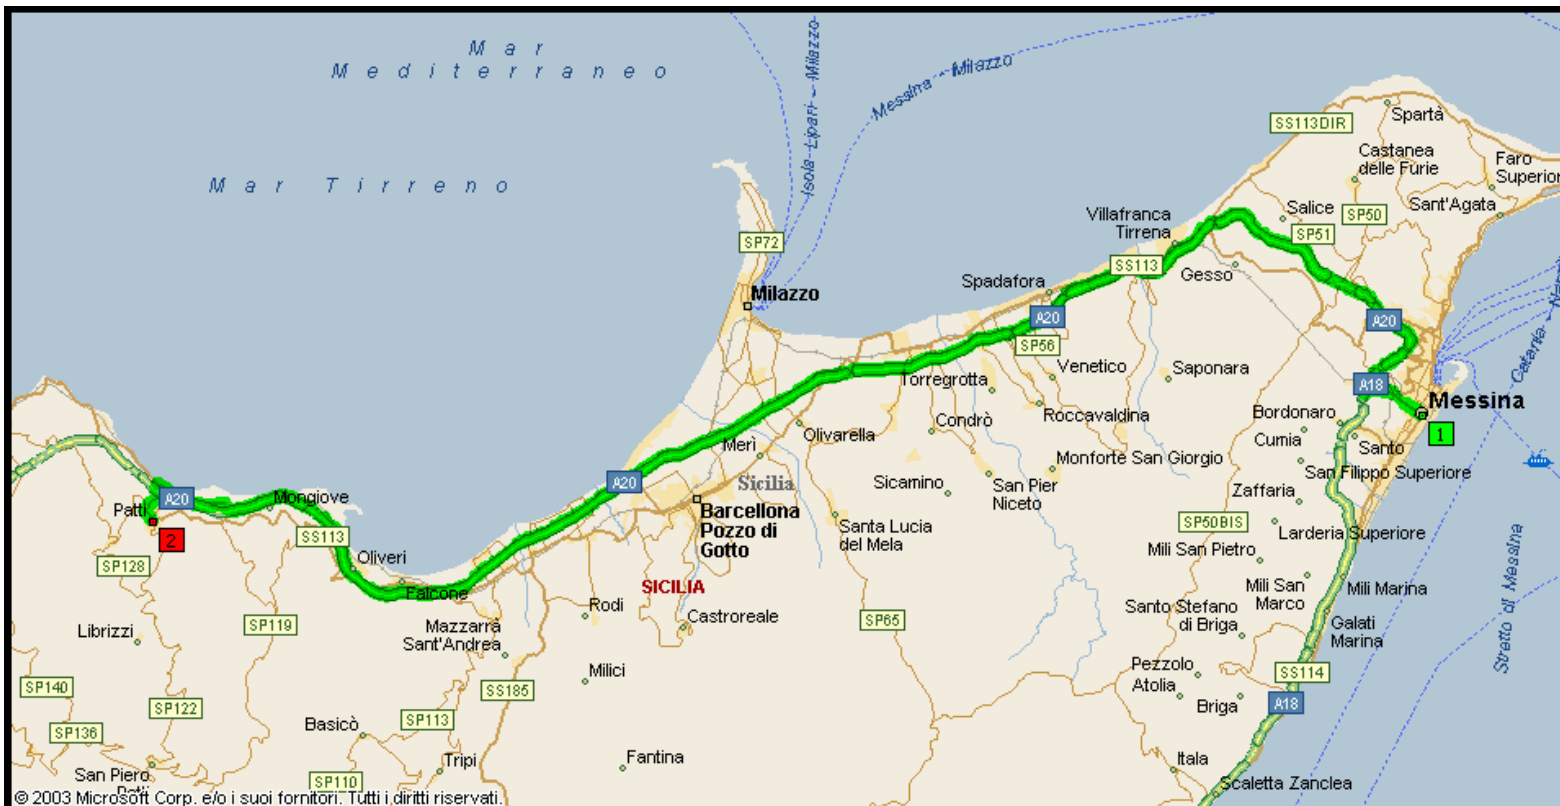 Mar
Mediterraneo
Mar Tirreno
Isola Lipari - Milazzo
Messina - Milazzo
SS113DIR
Spartà
Castanea
delle Furie
Faro
Superior
Sant'Agata
Salice
SP50
SP51
Villafranca
Tirrena
SS113
Gesso
SP72
Milazzo
Spadafora
A20
A20
SP56
Venetico
Saponara
Torregrotta
Roccavaldina
A18
Messina
1
Bordonaro
Cumia
Santo
San Filippo Superiore
Condrò
Olivarella
Merì
Monforte San Giorgio
Sicilia
Sicamino
San Pier
Niceto
Zaffaria
A20
Barcellona
Pozzo di
Gotto
Santa Lucia
del Mela
SP50BIS
Larderia Superiore
Mili San Pietro
Mili San
Marco
Mili Marina
A20
Patti
2
Mongiove
SS113
Oliveri
Falcone
SP128
SICILIA
Rodi
Castroreale
SP65
Santo Stefano
di Briga
Galati
Marina
Stretto di Messina
Catania - Na
Librizzi
SP119
Mazzarrà
Sant'Andrea
Milici
SS185
Pezzolo
Atolia
Briga
SS114
A18
SP140
SP122
SP136
Basicò
SP113
Tripi
Fantina
Itala
San Piero
Patti
SP110
Scaletta Zanclea
© 2003 Microsoft Corp. e/o i suoi fornitori. Tutti i diritti riservati.